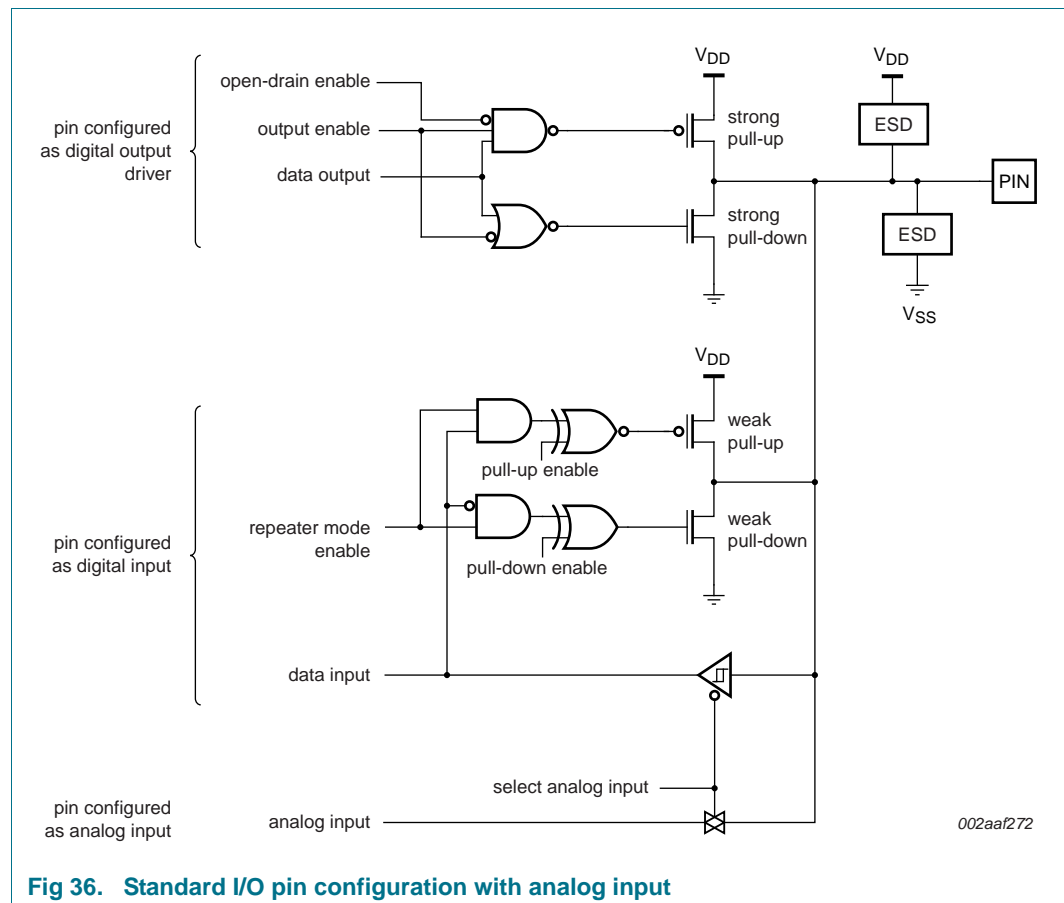 VDD
VDD
open-drain enable
pin configured
as digital output
driver
output enable
data output
strong
pull-up
ESD
PIN
strong
pull-down
ESD
VSS
VDD
weak
pull-up
pull-up enable
pin configured
as digital input
repeater mode
enable
weak
pull-down
pull-down enable
data input
select analog input
pin configured
as analog input
analog input
002aaf272
Fig 36. Standard I/O pin configuration with analog input